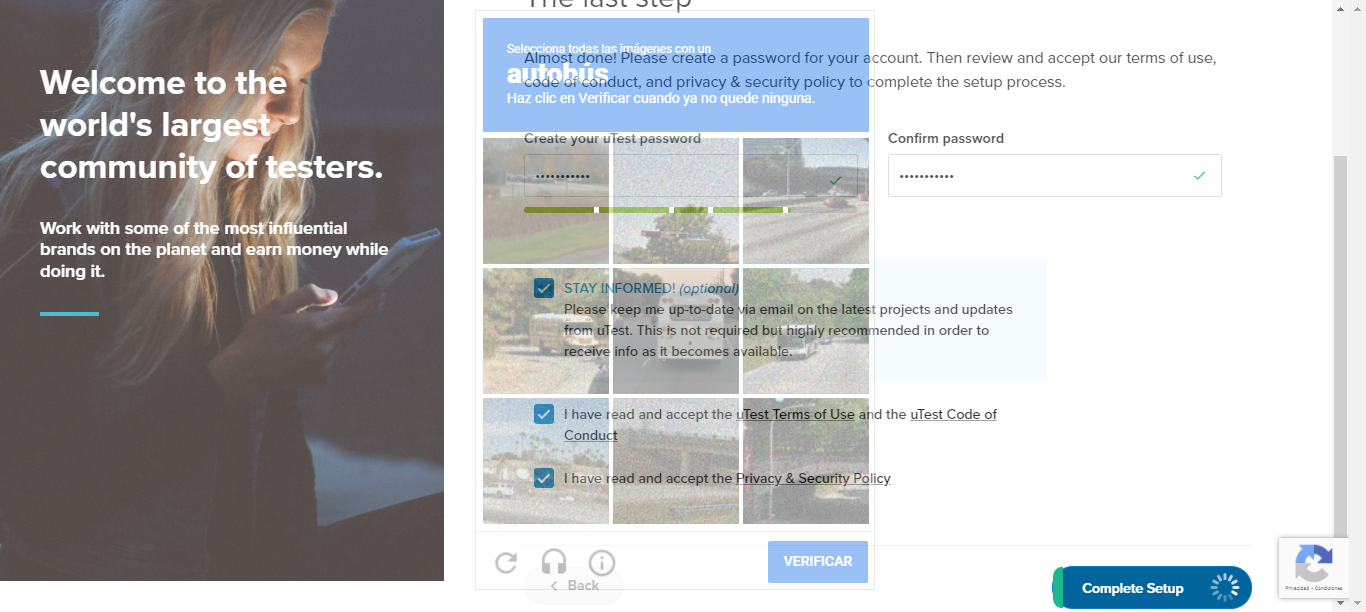 Welcome to the
world's largest
community of testers.
Work with some of the most influential
brands on the planet and earn money while
doing it.
The last step
Almost done! Please create a password for your account. Then review and accept our terms of use,
code of conduct, and privacy & security policy to complete the setup process.
Selecciona todas las imágenes con un
autobús
Haz clic en Verificar cuando ya no quede ninguna.
Create your uTest password
Confirm password
STAY INFORMED! (optional)
Please keep me up-to-date via email on the latest projects and updates
from uTest. This is not required but highly recommended in order to
receive info as it becomes available.
I have read and accept the uTest Terms of Use and the uTest Code of
Conduct
I have read and accept the Privacy & Security Policy
VERIFICAR
Back
Complete Setup
Privacidad - Condiciones